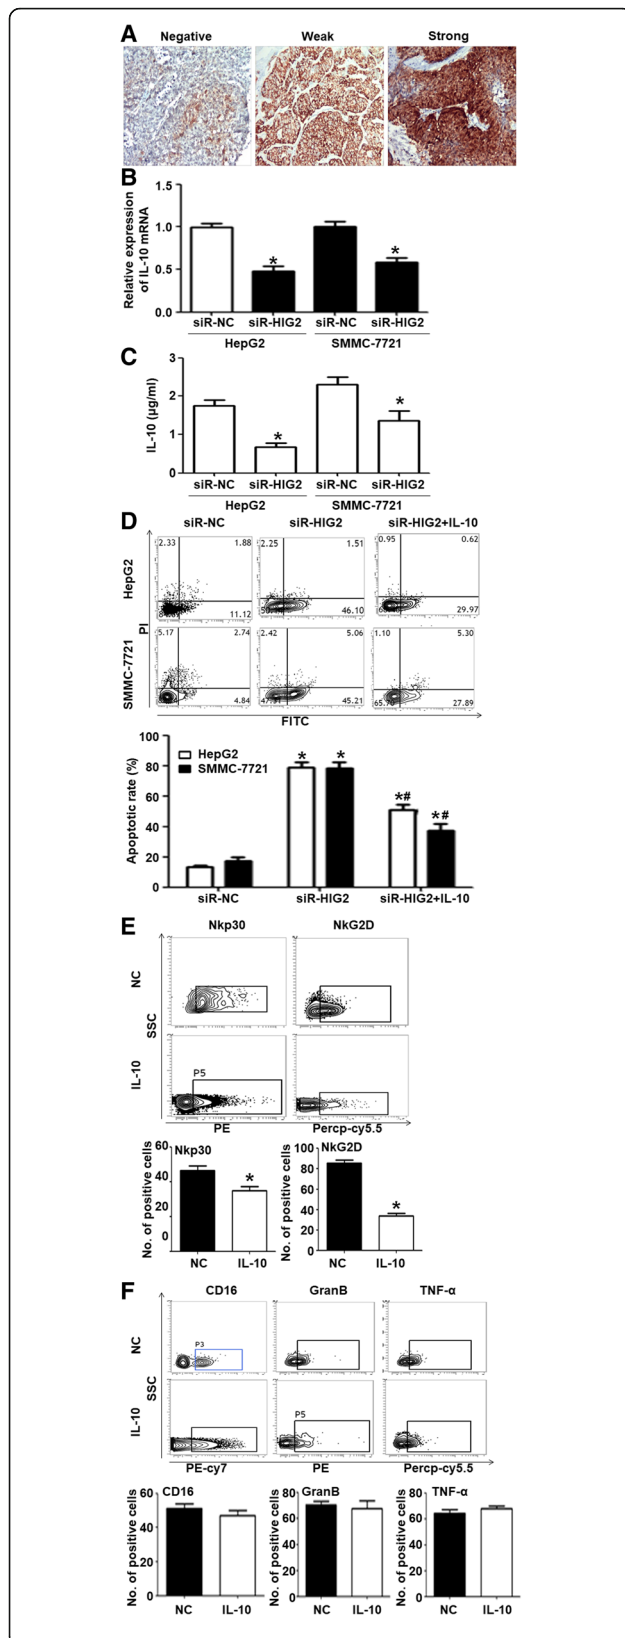 A
Negative Weak Strong
B
Relative expression
of IL-10 mRNA
1.5
1.0
0.5
0.0
* *
siR-NC siR-HIG2 siR-NC siR-HIG2
HepG2 SMMC-7721
C
IL-10 (µg/ml)
3
2
1
0
* *
siR-NC siR-HIG2 siR-NC siR-HIG2
HepG2 SMMC-7721
D
siR-NC siR-HIG2 siR-HIG2+IL-10
HepG2
2.33 1.88 2.25 1.51 0.95 0.62
11.12 46.10 29.97
PI
SMMC-7721
5.17 2.74 2.42 5.06 1.10 5.30
4.84 45.21 65.70 27.89
FITC
Apoptotic rate (%)
100
80
60
40
20
0
HepG2
SMMC-7721
* * *# *#
siR-NC siR-HIG2 siR-HIG2+IL-10
E
Nkp30 NkG2D
NC
SSC
IL-10
P5
PE Percp-cy5.5
No. of positive cells
60
40
20
0
Nkp30
*
NC IL-10
No. of positive cells
100
80
60
40
20
0
NkG2D
*
NC IL-10
F
CD16 GranB TNF-α
NC
P3
SSC
IL-10
P5
PE-cy7 PE Percp-cy5.5
No. of positive cells
60
40
20
0
CD16
NC IL-10
No. of positive cells
80
60
40
20
0
GranB
NC IL-10
No. of positive cells
80
60
40
20
0
TNF-α
NC IL-10